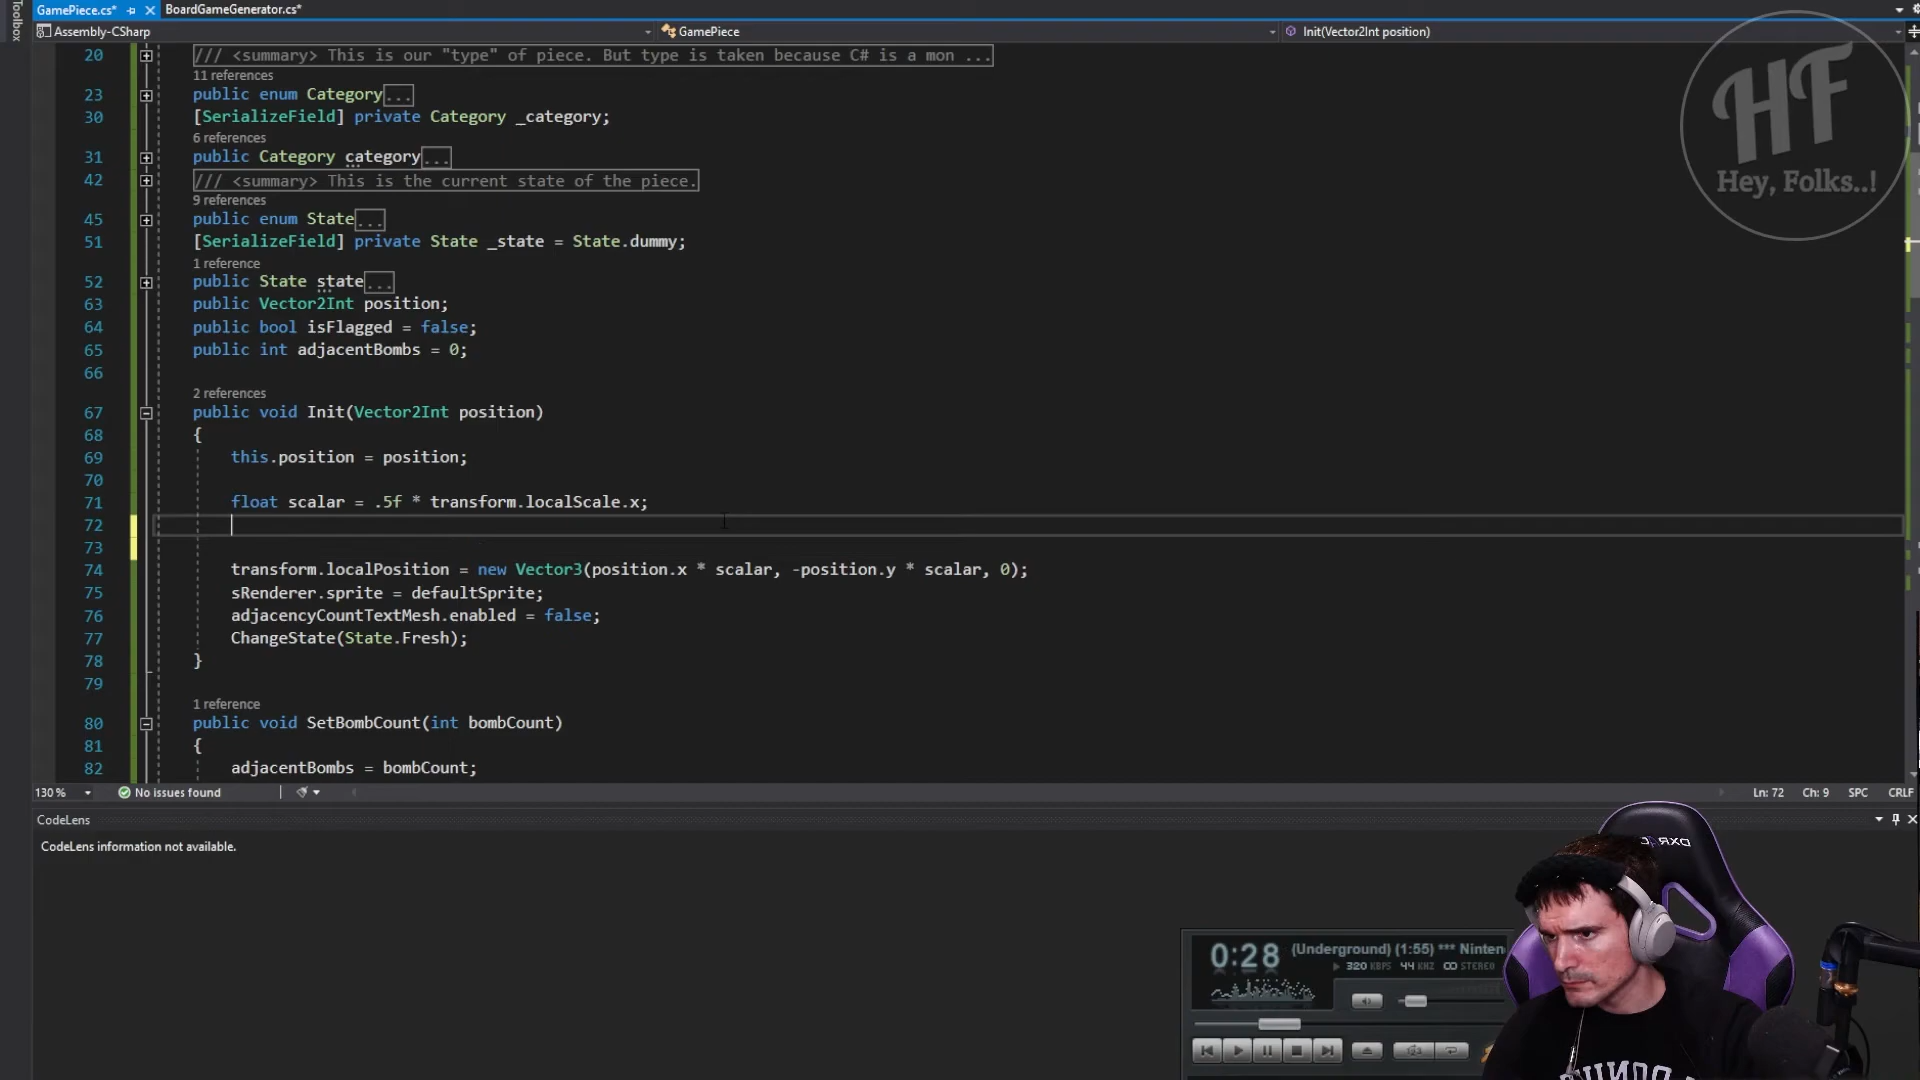 GamePiece.cs*
BoardGameGenerator.cs*
Toolbox
Assembly-CSharp
GamePiece
Init(Vector2Int position)
20 /// <summary> This is our "type" of piece. But type is taken because C# is a mon ...
11 references
23 public enum Category...
30 [SerializeField] private Category _category;
6 references
31 public Category category...
42 /// <summary> This is the current state of the piece.
9 references
45 public enum State...
51 [SerializeField] private State _state = State.dummy;
1 reference
52 public State state...
63 public Vector2Int position;
64 public bool isFlagged = false;
65 public int adjacentBombs = 0;
66
2 references
67 public void Init(Vector2Int position)
68 {
69 this.position = position;
70
71 float scalar = .5f * transform.localScale.x;
72
73
74 transform.localPosition = new Vector3(position.x * scalar, -position.y * scalar, 0);
75 sRenderer.sprite = defaultSprite;
76 adjacencyCountTextMesh.enabled = false;
77 ChangeState(State.Fresh);
78 }
79
1 reference
80 public void SetBombCount(int bombCount)
81 {
82 adjacentBombs = bombCount;
130 %
No issues found
Ln: 72 Ch: 9 SPC CRLF
CodeLens
CodeLens information not available.
HF
Hey, Folks..!
0:28
(Underground) (1:55) *** Ninten
320 KBPS 44 KHZ STEREO
DXRACER